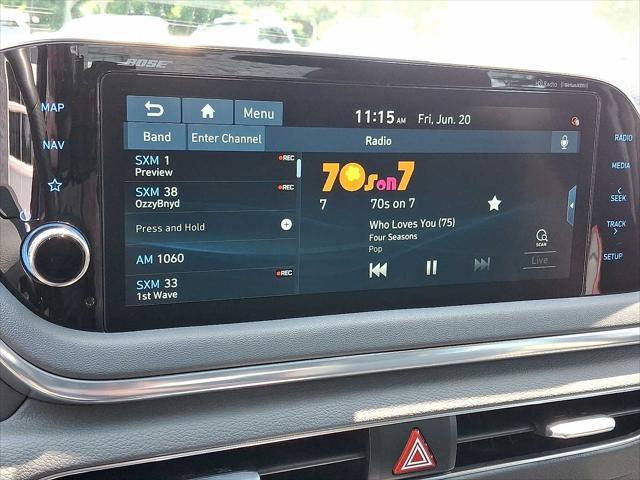 BOSE
HD Radio
MAP
NAV
Menu
11:15 AM Fri, Jun. 20
Band Enter Channel Radio
SXM 1 REC
Preview
SXM 38 REC
OzzyBnyd
Press and Hold
AM 1060
SXM 33 REC
1st Wave
70s on 7
7 70s on 7
Who Loves You (75)
Four Seasons
Pop
SCAN
Live
RADIO
MEDIA
SEEK
TRACK
SETUP